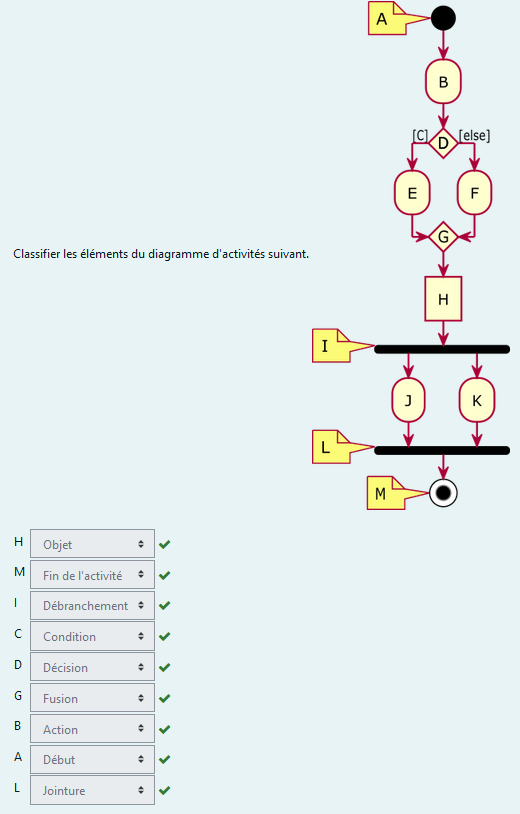 A
B
[C] D [else]
E F
G
Classifier les éléments du diagramme d'activités suivant.
H
I
J K
L
M
H Objet
M Fin de l'activité
I Débranchement
C Condition
D Décision
G Fusion
B Action
A Début
L Jointure